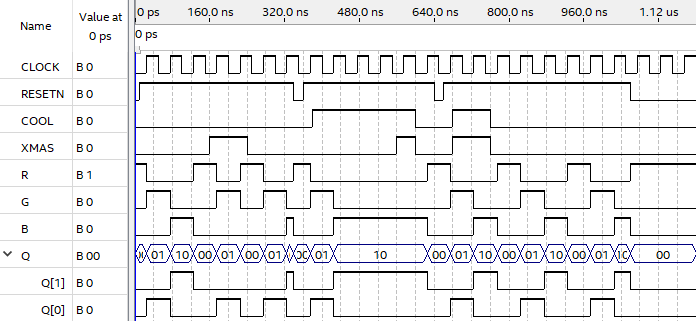 Name Value at 0 ps 0 ps 160.0 ns 320.0 ns 480.0 ns 640.0 ns 800.0 ns 960.0 ns 1.12 us
0 ps
CLOCK B 0
RESETN B 0
COOL B 0
XMAS B 0
R B 1
G B 0
B B 0
Q B 00 01 10 00 01 00 01 01 10 00 01 10 00 01 10 00 01 00
Q[1] B 0
Q[0] B 0